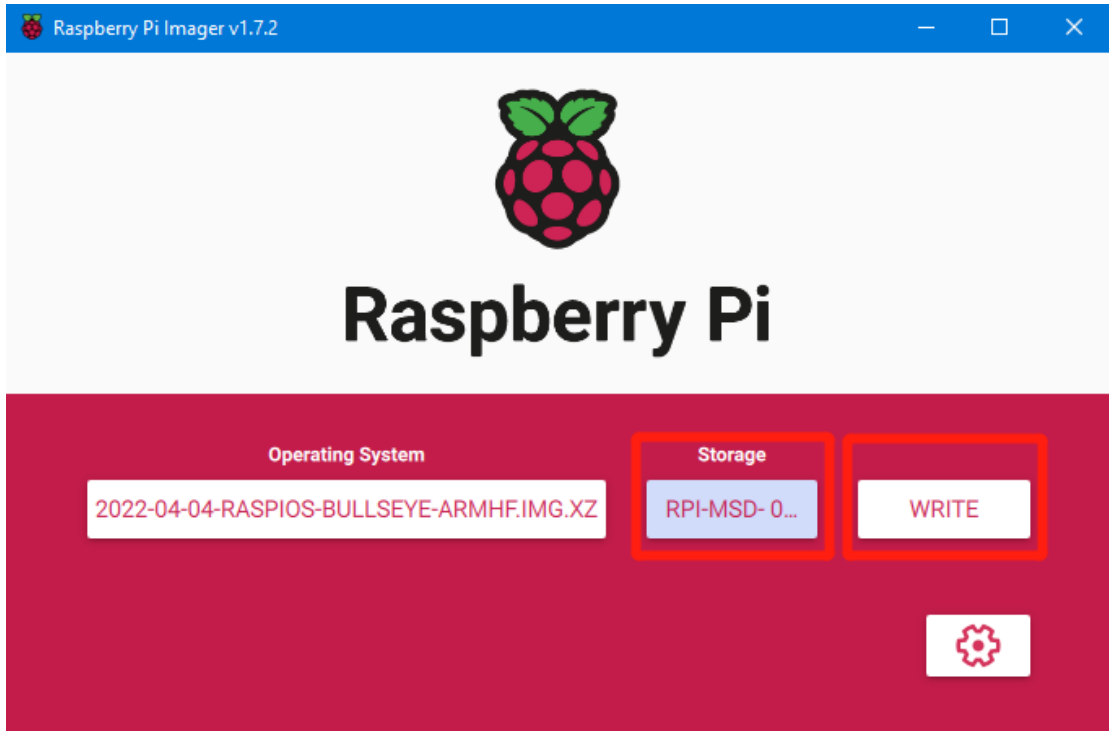 Raspberry Pi Imager v1.7.2
Raspberry Pi
Operating System
Storage
2022-04-04-RASPIOS-BULLSEYE-ARMHF.IMG.XZ
RPI-MSD- 0...
WRITE